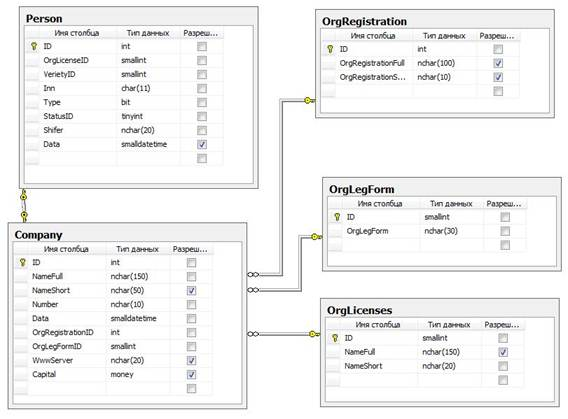 Person
Имя столбца Тип данных Разреш...
ID int
OrgLicenseID smallint
VerietyID smallint
Inn char(11)
Type bit
StatusID tinyint
Shifer nchar(20)
Data smalldatetime
OrgRegistration
Имя столбца Тип данных Разреш...
ID int
OrgRegistrationFull nchar(100)
OrgRegistrationS... nchar(10)
OrgLegForm
Имя столбца Тип данных Разреш...
ID smallint
OrgLegForm nchar(30)
Company
Имя столбца Тип данных Разреш...
ID int
NameFull nchar(150)
NameShort nchar(50)
Number nchar(10)
Data smalldatetime
OrgRegistrationID int
OrgLegFormID smallint
WwwServer nchar(20)
Capital money
OrgLicenses
Имя столбца Тип данных Разреш...
ID smallint
NameFull nchar(150)
NameShort nchar(20)